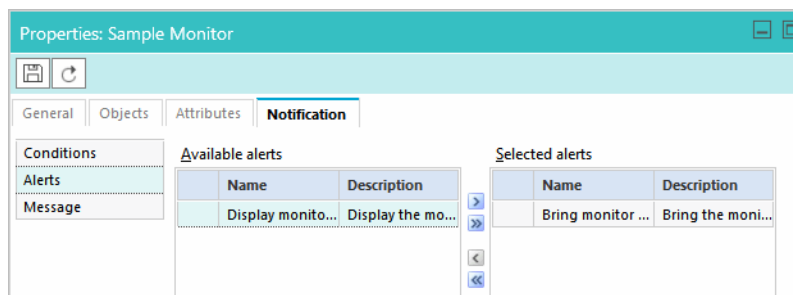 Properties: Sample Monitor
General Objects Attributes Notification
Conditions
Alerts
Message
Available alerts
Name Description
Display monito... Display the mo...
Selected alerts
Name Description
Bring monitor ... Bring the moni...